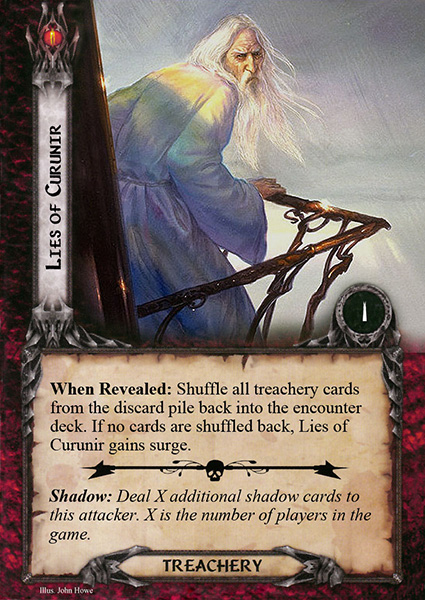 Lies of Curunir
When Revealed: Shuffle all treachery cards
from the discard pile back into the encounter
deck. If no cards are shuffled back, Lies of
Curunir gains surge.
Shadow: Deal X additional shadow cards to
this attacker. X is the number of players in the
game.
TREACHERY
Illus. John Howe